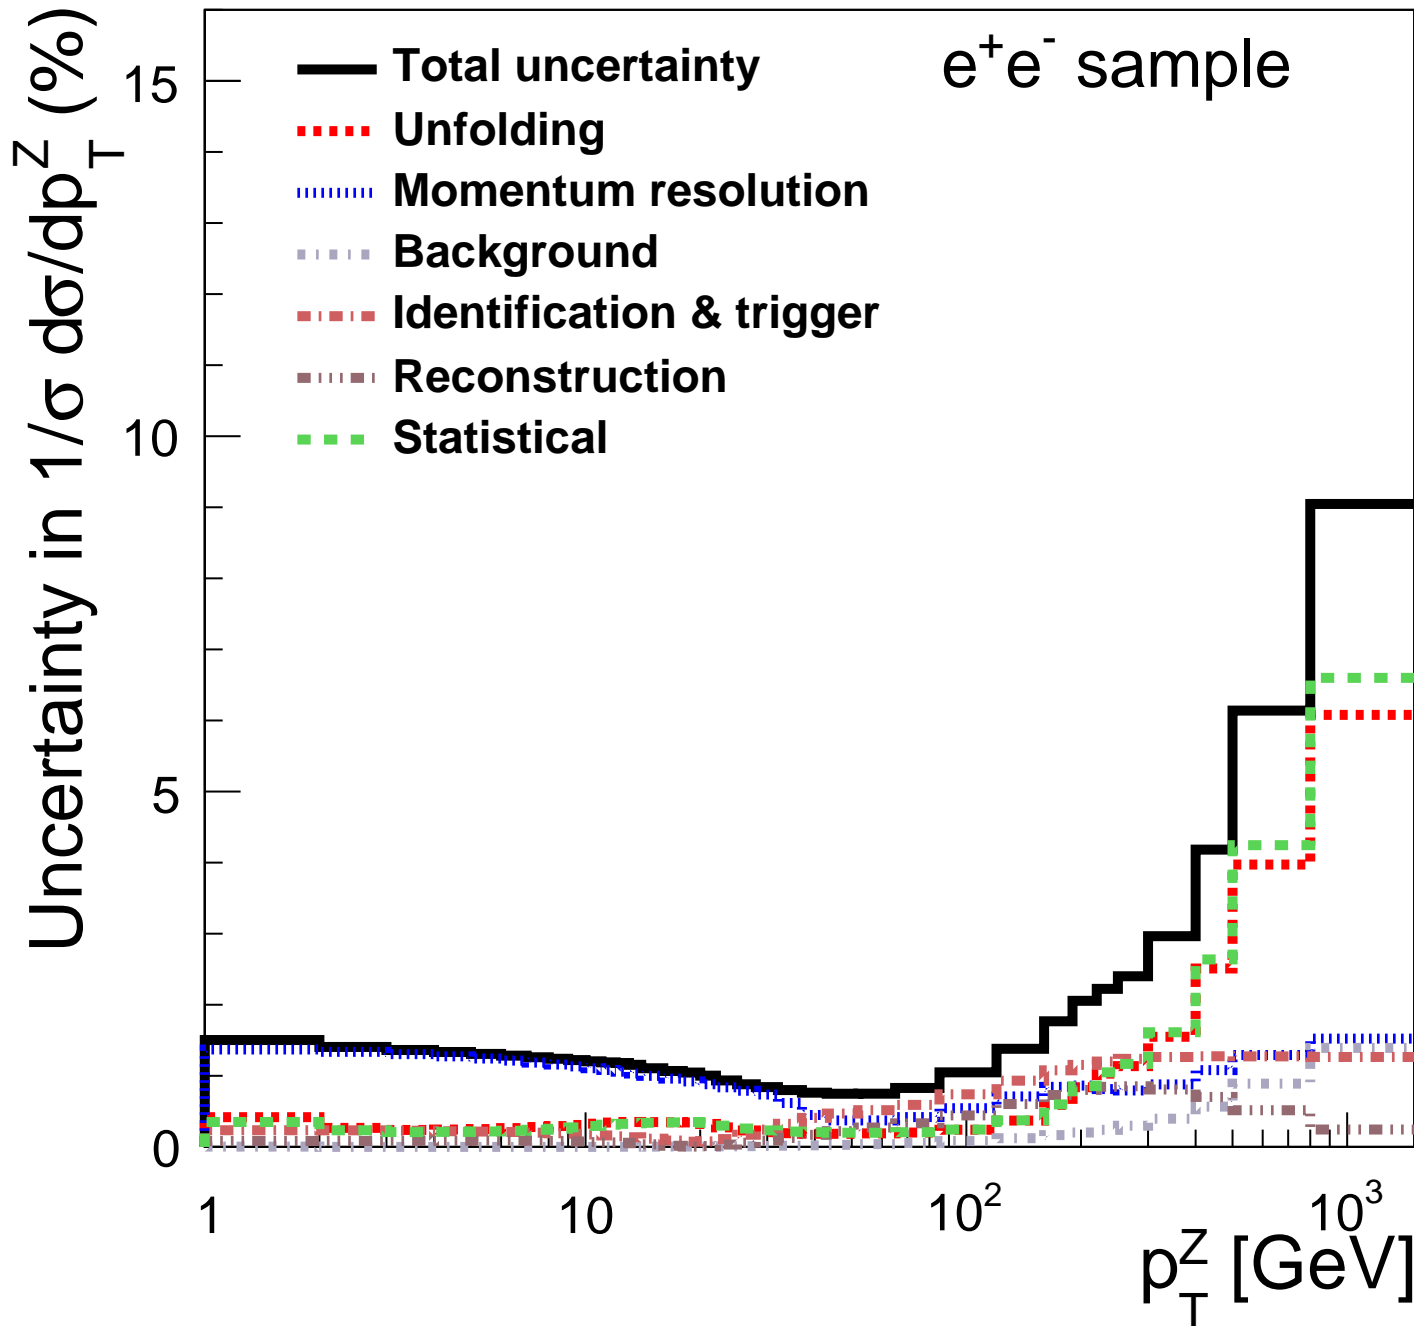 Uncertainty in 1/σ dσ/dp_T^Z (%)
e⁺e⁻ sample
Total uncertainty
Unfolding
Momentum resolution
Background
Identification & trigger
Reconstruction
Statistical
15
10
5
0
1 10 10² 10³
p_T^Z [GeV]